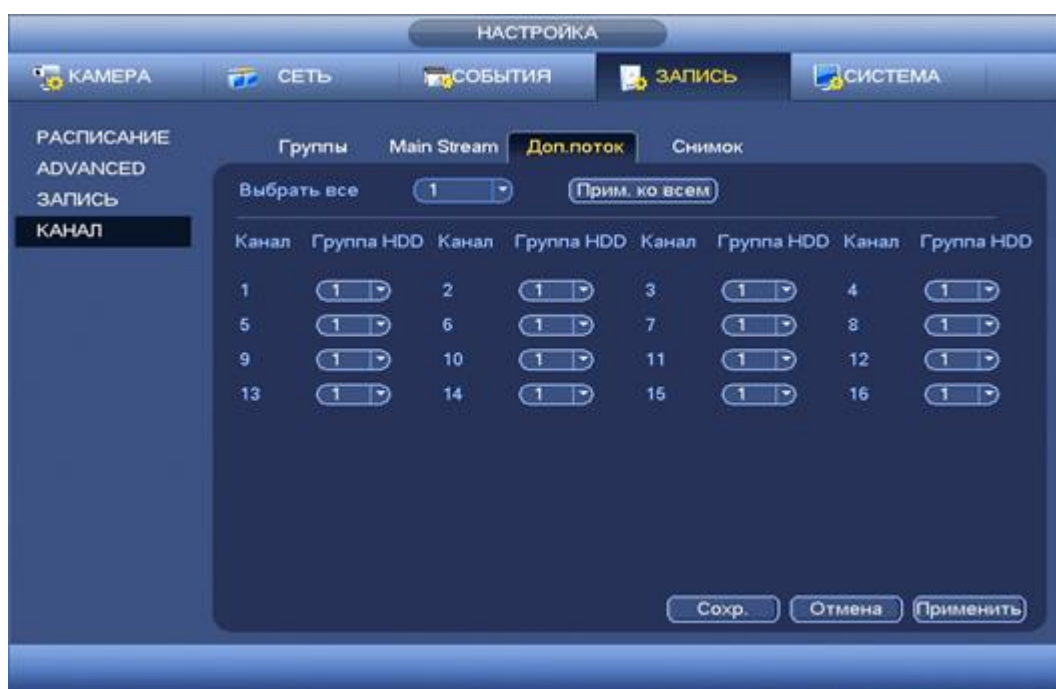 НАСТРОЙКА
КАМЕРА СЕТЬ СОБЫТИЯ ЗАПИСЬ СИСТЕМА
РАСПИСАНИЕ
ADVANCED
ЗАПИСЬ
КАНАЛ
Группы Main Stream Доп.поток Снимок
Выбрать все 1 Прим. ко всем
Канал Группа HDD Канал Группа HDD Канал Группа HDD Канал Группа HDD
1 1 2 1 3 1 4 1
5 1 6 1 7 1 8 1
9 1 10 1 11 1 12 1
13 1 14 1 15 1 16 1
Сохр. Отмена Применить